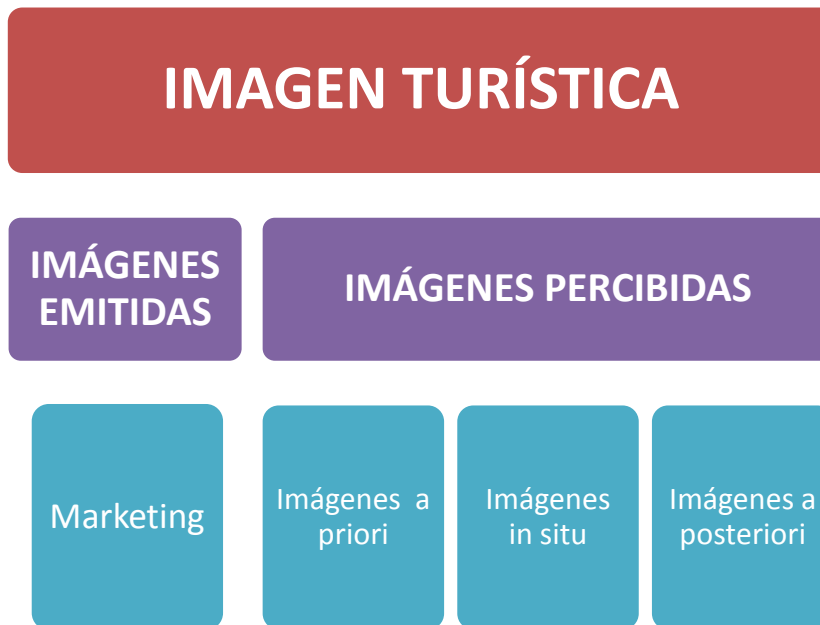 IMAGEN TURÍSTICA
IMÁGENES
EMITIDAS
IMÁGENES PERCIBIDAS
Marketing
Imágenes a
priori
Imágenes
in situ
Imágenes a
posteriori